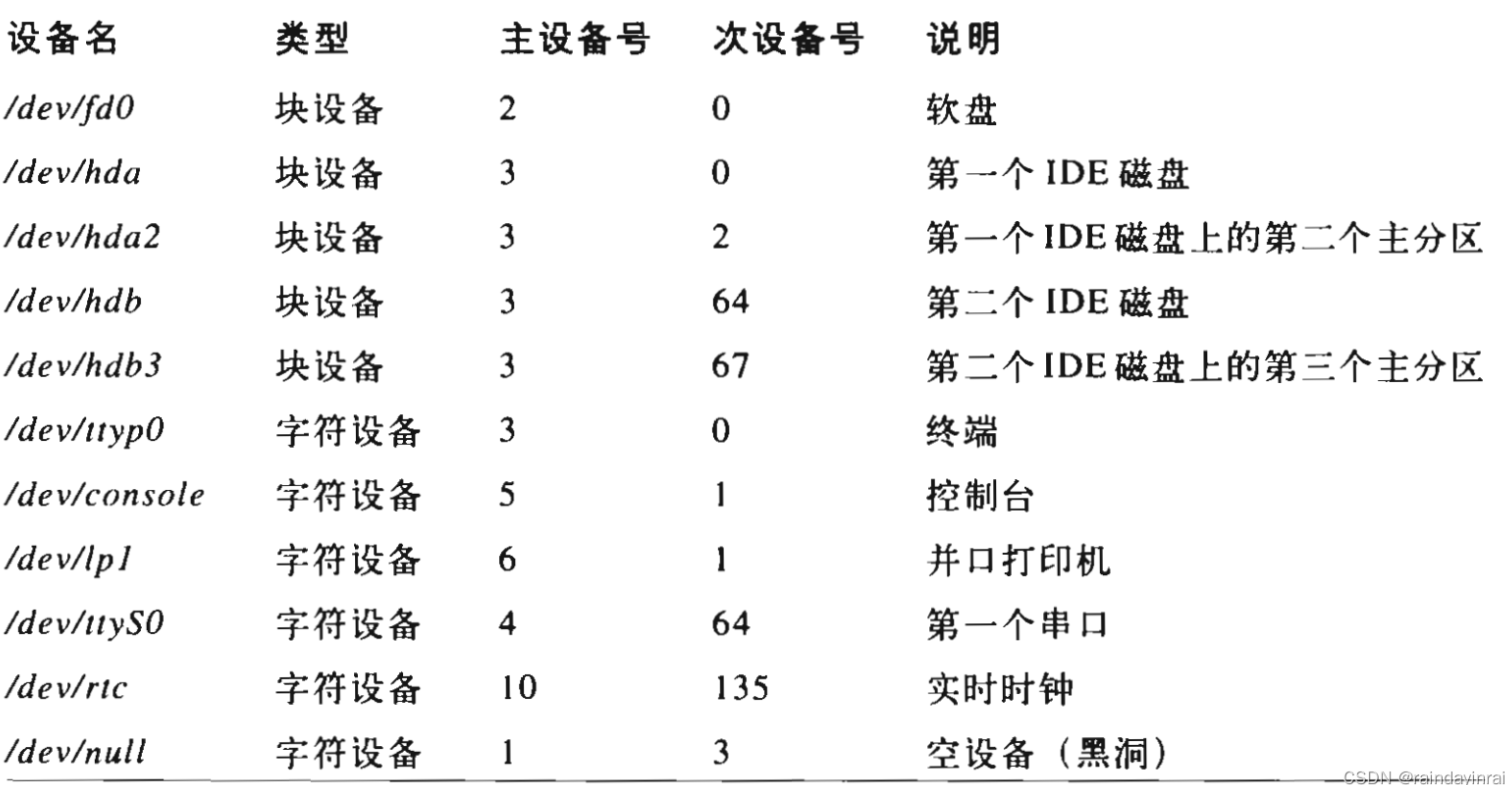 设备名 类型 主设备号 次设备号 说明
/dev/fd0 块设备 2 0 软盘
/dev/hda 块设备 3 0 第一个 IDE 磁盘
/dev/hda2 块设备 3 2 第一个 IDE 磁盘上的第二个主分区
/dev/hdb 块设备 3 64 第二个 IDE 磁盘
/dev/hdb3 块设备 3 67 第二个 IDE 磁盘上的第三个主分区
/dev/ttyp0 字符设备 3 0 终端
/dev/console 字符设备 5 1 控制台
/dev/lp1 字符设备 6 1 并口打印机
/dev/ttyS0 字符设备 4 64 第一个串口
/dev/rtc 字符设备 10 135 实时时钟
/dev/null 字符设备 1 3 空设备（黑洞）
CSDN @raindayinrai